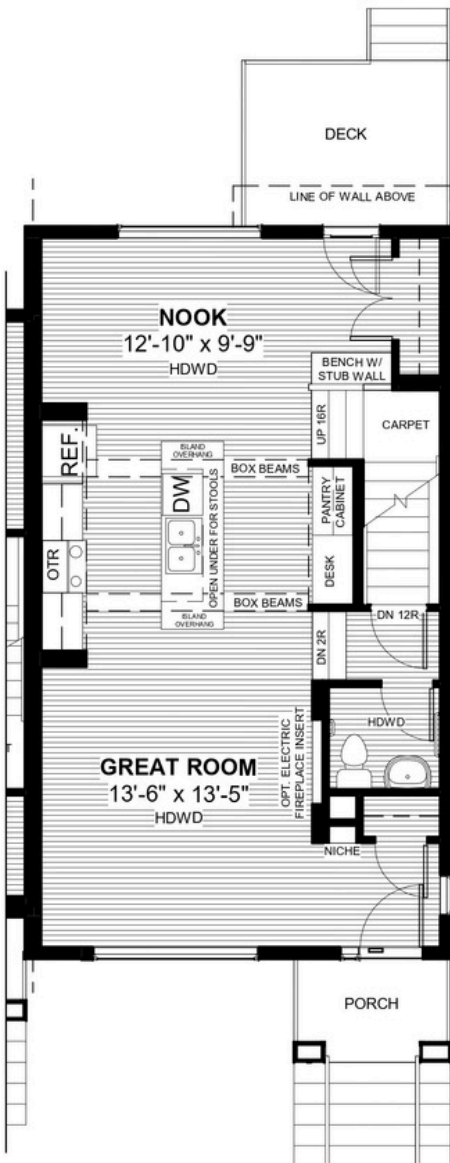 DECK
LINE OF WALL ABOVE
NOOK
12'-10" x 9'-9"
HDWD
BENCH W/
STUB WALL
UP 16R
CARPET
REF.
ISLAND
OVERHANG
BOX BEAMS
DW
OPEN UNDER FOR STOOLS
PANTRY
CABINET
OTR
DESK
BOX BEAMS
ISLAND
OVERHANG
DN 12R
DN 2R
HDWD
GREAT ROOM
13'-6" x 13'-5"
HDWD
OPT. ELECTRIC
FIREPLACE INSERT
NICHE
PORCH